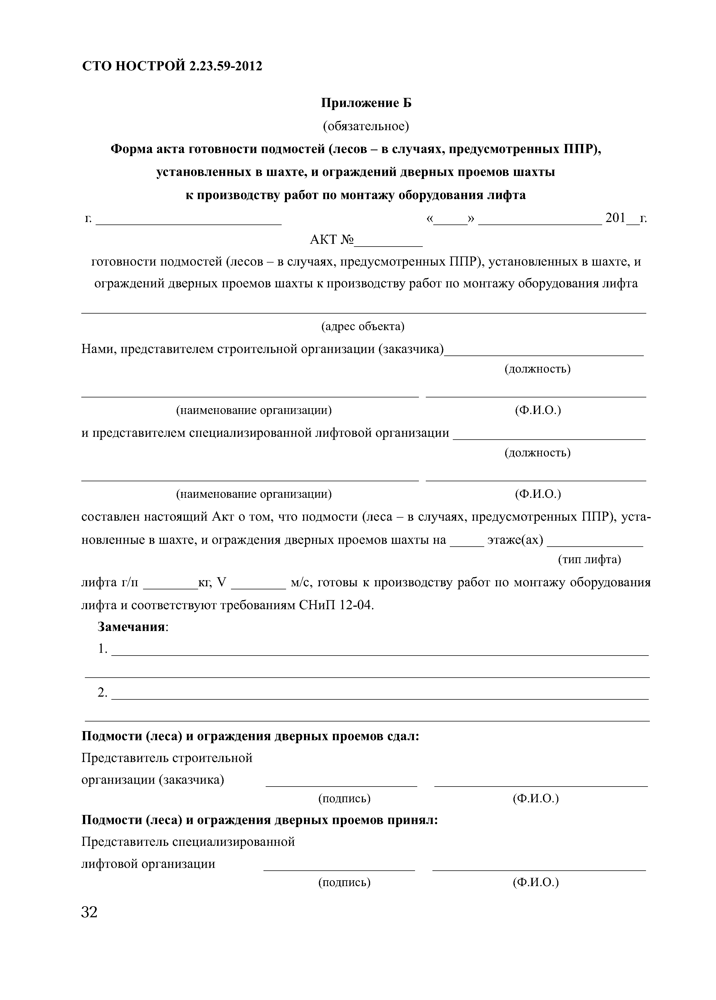 СТО НОСТРОЙ 2.23.59-2012
Приложение Б
(обязательное)
Форма акта готовности подмостей (лесов – в случаях, предусмотренных ППР),
установленных в шахте, и ограждений дверных проемов шахты
к производству работ по монтажу оборудования лифта
г. ___________________________ «_____» __________________ 201__г.
АКТ №__________
готовности подмостей (лесов – в случаях, предусмотренных ППР), установленных в шахте, и
ограждений дверных проемов шахты к производству работ по монтажу оборудования лифта
(адрес объекта)
Нами, представителем строительной организации (заказчика)_____________________________
(должность)
(наименование организации) (Ф.И.О.)
и представителем специализированной лифтовой организации ____________________________
(должность)
(наименование организации) (Ф.И.О.)
составлен настоящий Акт о том, что подмости (леса – в случаях, предусмотренных ППР), уста-
новленные в шахте, и ограждения дверных проемов шахты на _____ этаже(ах) ______________
(тип лифта)
лифта г/п ________кг, V ________ м/с, готовы к производству работ по монтажу оборудования
лифта и соответствуют требованиям СНиП 12-04.
Замечания:
1. ______________________________________________________________________________
2. ______________________________________________________________________________
Подмости (леса) и ограждения дверных проемов сдал:
Представитель строительной
организации (заказчика) ______________________ _______________________________
(подпись) (Ф.И.О.)
Подмости (леса) и ограждения дверных проемов принял:
Представитель специализированной
лифтовой организации ______________________ _______________________________
(подпись) (Ф.И.О.)
32